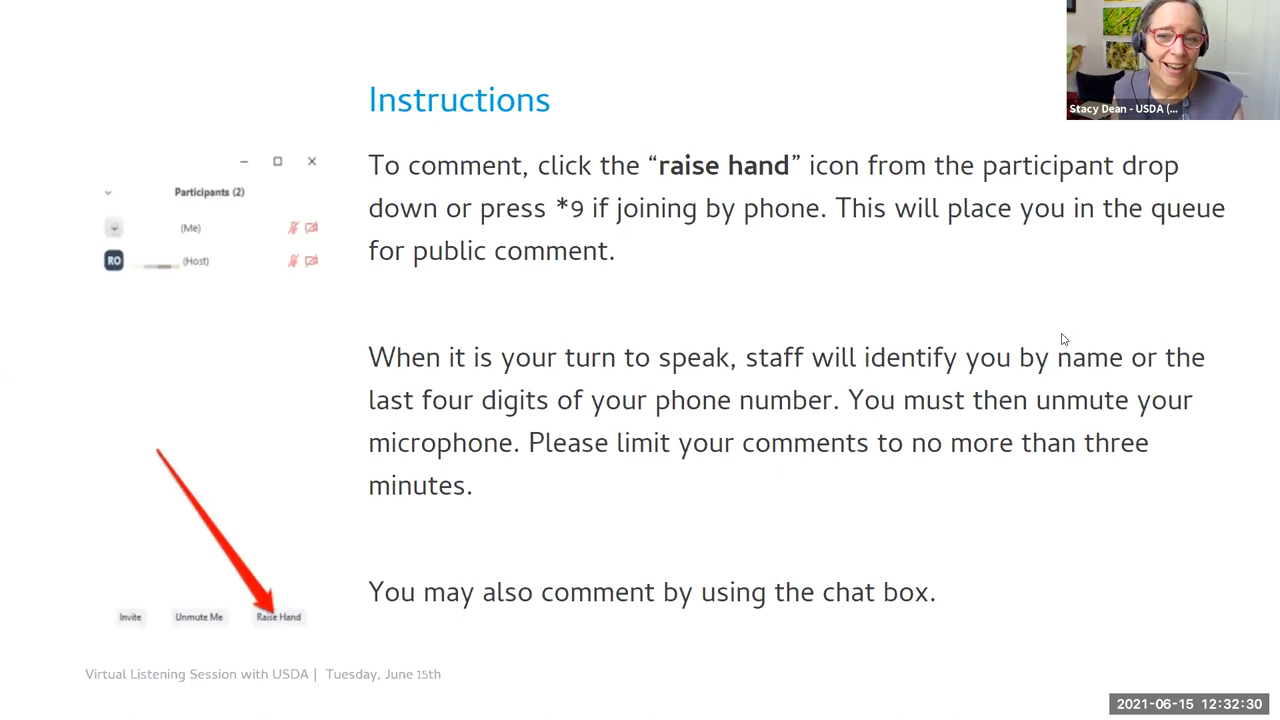 Stacy Dean - USDA (...
Instructions
To comment, click the “raise hand” icon from the participant drop
down or press *9 if joining by phone. This will place you in the queue
for public comment.
When it is your turn to speak, staff will identify you by name or the
last four digits of your phone number. You must then unmute your
microphone. Please limit your comments to no more than three
minutes.
You may also comment by using the chat box.
Participants (2)
(Me)
RO (Host)
Invite Unmute Me Raise Hand
Virtual Listening Session with USDA | Tuesday, June 15th
2021-06-15 12:32:30